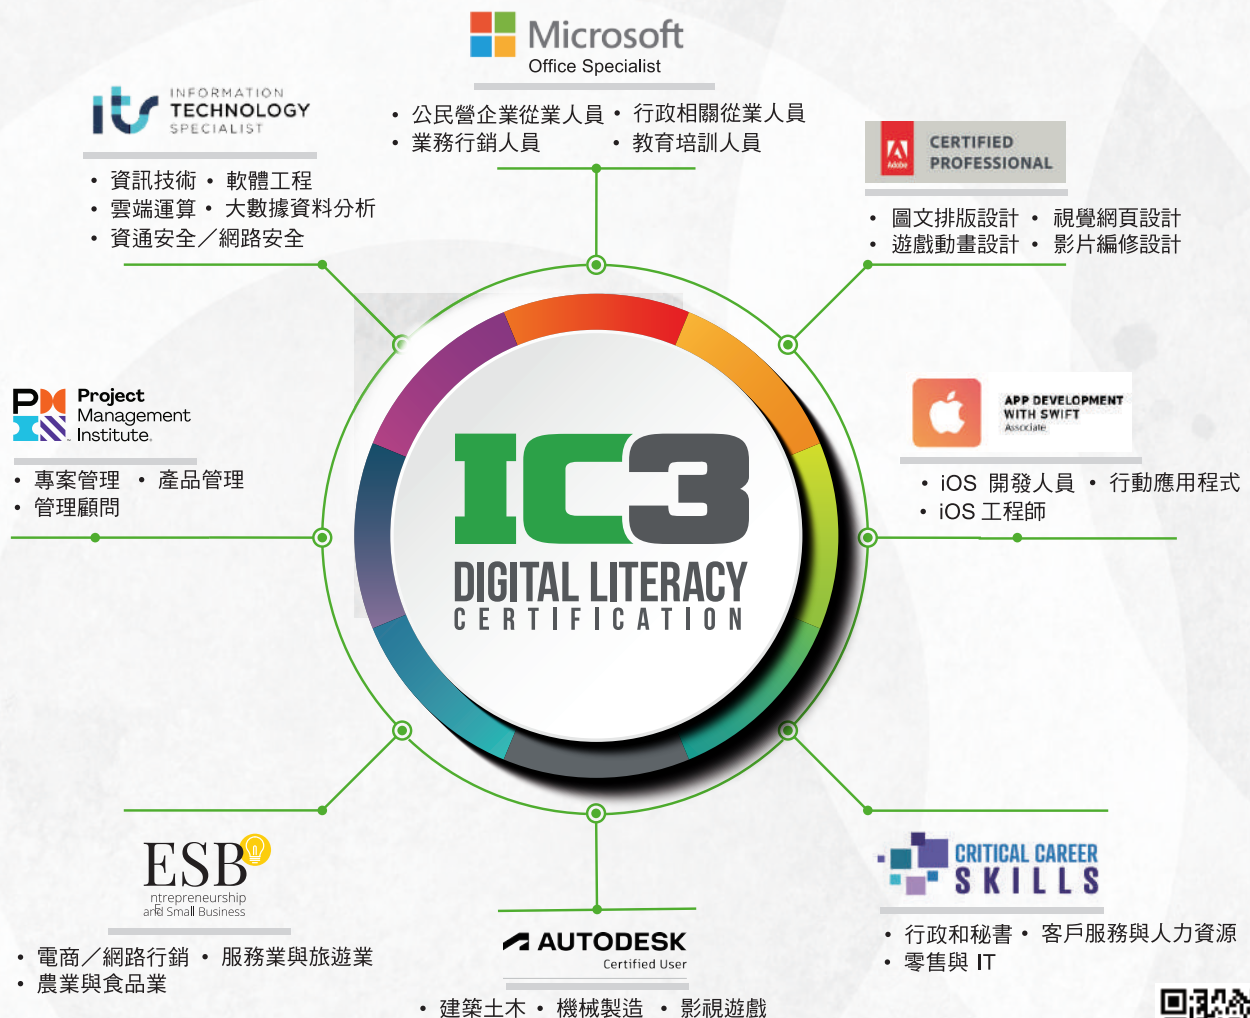 Microsoft
Office Specialist
• 公民營企業從業人員 • 行政相關從業人員
• 業務行銷人員 • 教育培訓人員
its INFORMATION
TECHNOLOGY
SPECIALIST
• 資訊技術 • 軟體工程
• 雲端運算 • 大數據資料分析
• 資通安全／網路安全
Adobe
CERTIFIED
PROFESSIONAL
• 圖文排版設計 • 視覺網頁設計
• 遊戲動畫設計 • 影片編修設計
PMI
Project
Management
Institute.
• 專案管理 • 產品管理
• 管理顧問
APP DEVELOPMENT
WITH SWIFT
Associate
• iOS 開發人員 • 行動應用程式
• iOS 工程師
IC3
DIGITAL LITERACY
CERTIFICATION
ESB
ntrepreneurship
E
and Small Business
• 電商／網路行銷 • 服務業與旅遊業
• 農業與食品業
AUTODESK
Certified User
• 建築土木 • 機械製造 • 影視遊戲
CRITICAL CAREER
SKILLS
• 行政和秘書 • 客戶服務與人力資源
• 零售與 IT